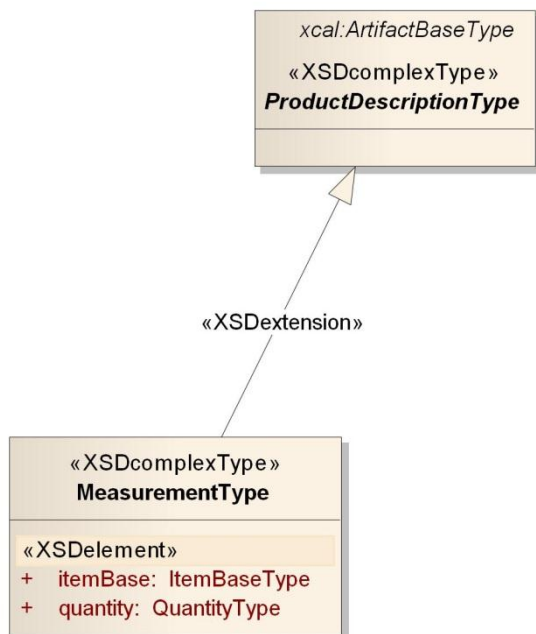 xcal:ArtifactBaseType
«XSDcomplexType»
ProductDescriptionType
«XSDextension»
«XSDcomplexType»
MeasurementType
«XSDelement»
+ itemBase: ItemBaseType
+ quantity: QuantityType